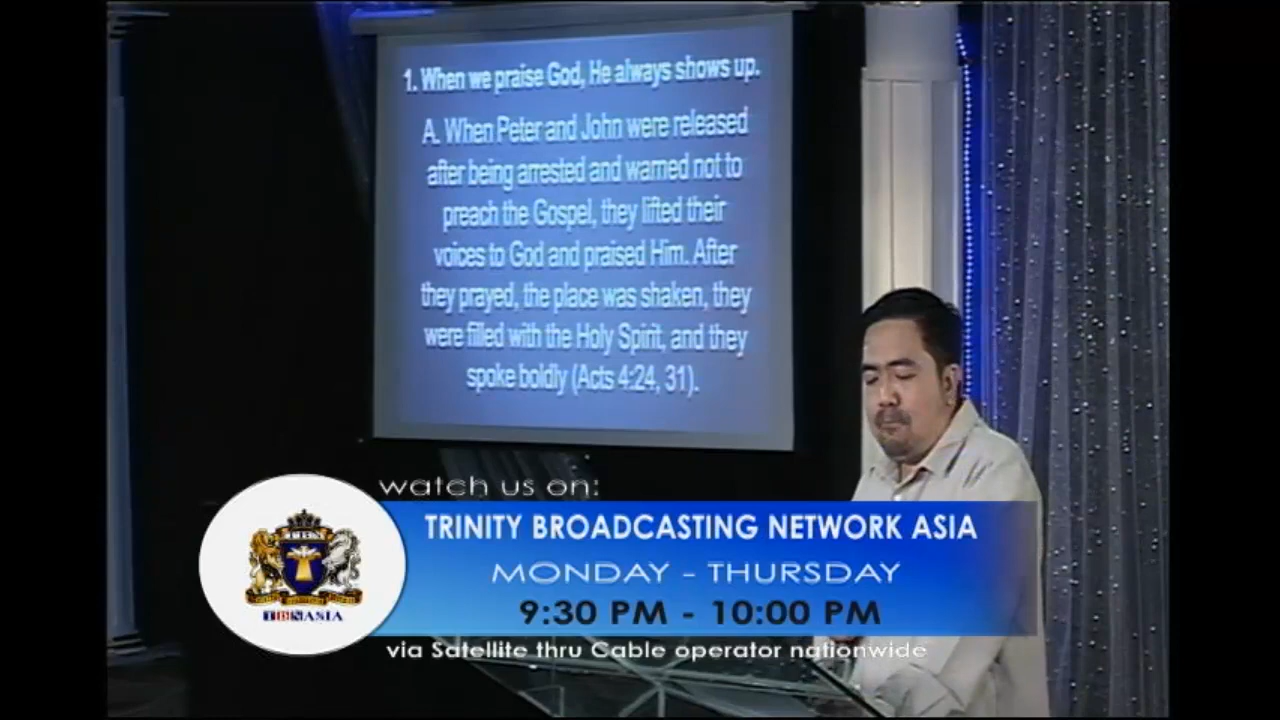 1. When we praise God, He always shows up.
A. When Peter and John were released
after being arrested and warned not to
preach the Gospel, they lifted their
voices to God and praised Him. After
they prayed, the place was shaken, they
were filled with the Holy Spirit, and they
spoke boldly (Acts 4:24, 31).
watch us on:
TRINITY BROADCASTING NETWORK ASIA
MONDAY - THURSDAY
9:30 PM - 10:00 PM
TBN ASIA
via Satellite thru Cable operator nationwide